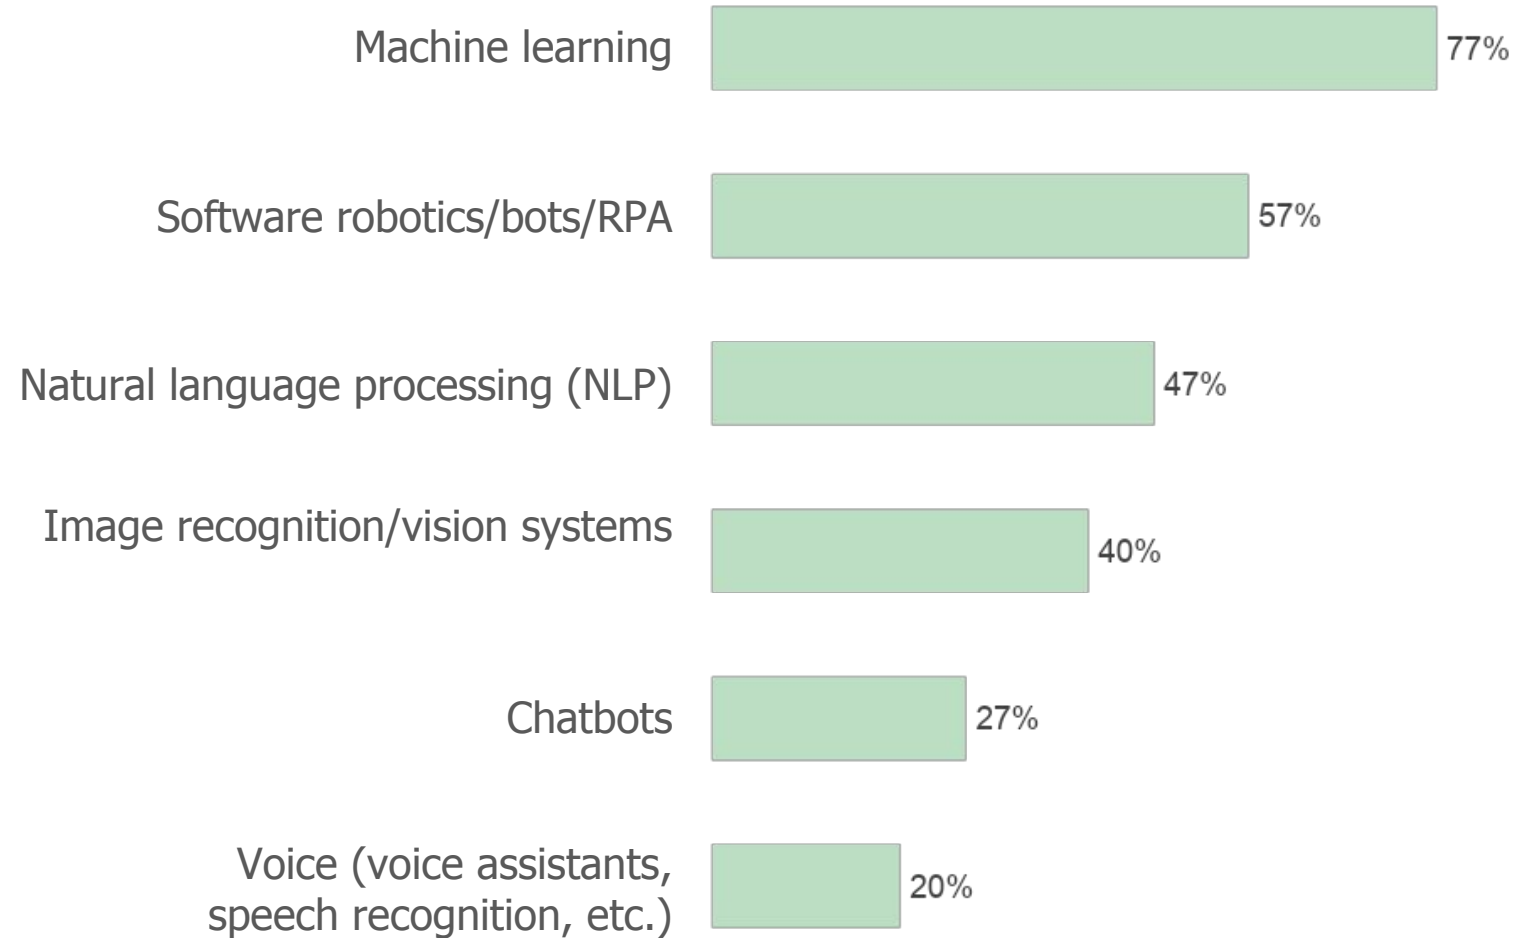 Machine learning 77%
Software robotics/bots/RPA 57%
Natural language processing (NLP) 47%
Image recognition/vision systems 40%
Chatbots 27%
Voice (voice assistants,
speech recognition, etc.) 20%